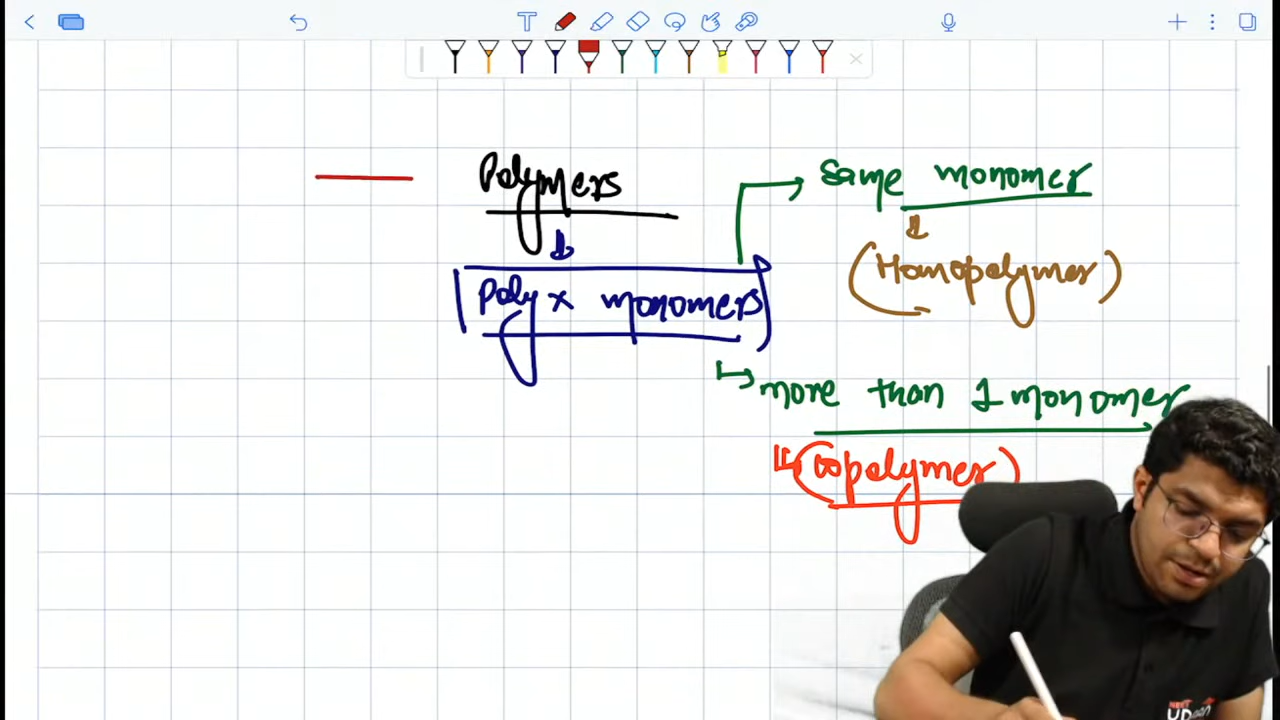 Polymers
Poly x monomers
Same monomer
(Homopolymer)
more than 1 monomer
(copolymer)